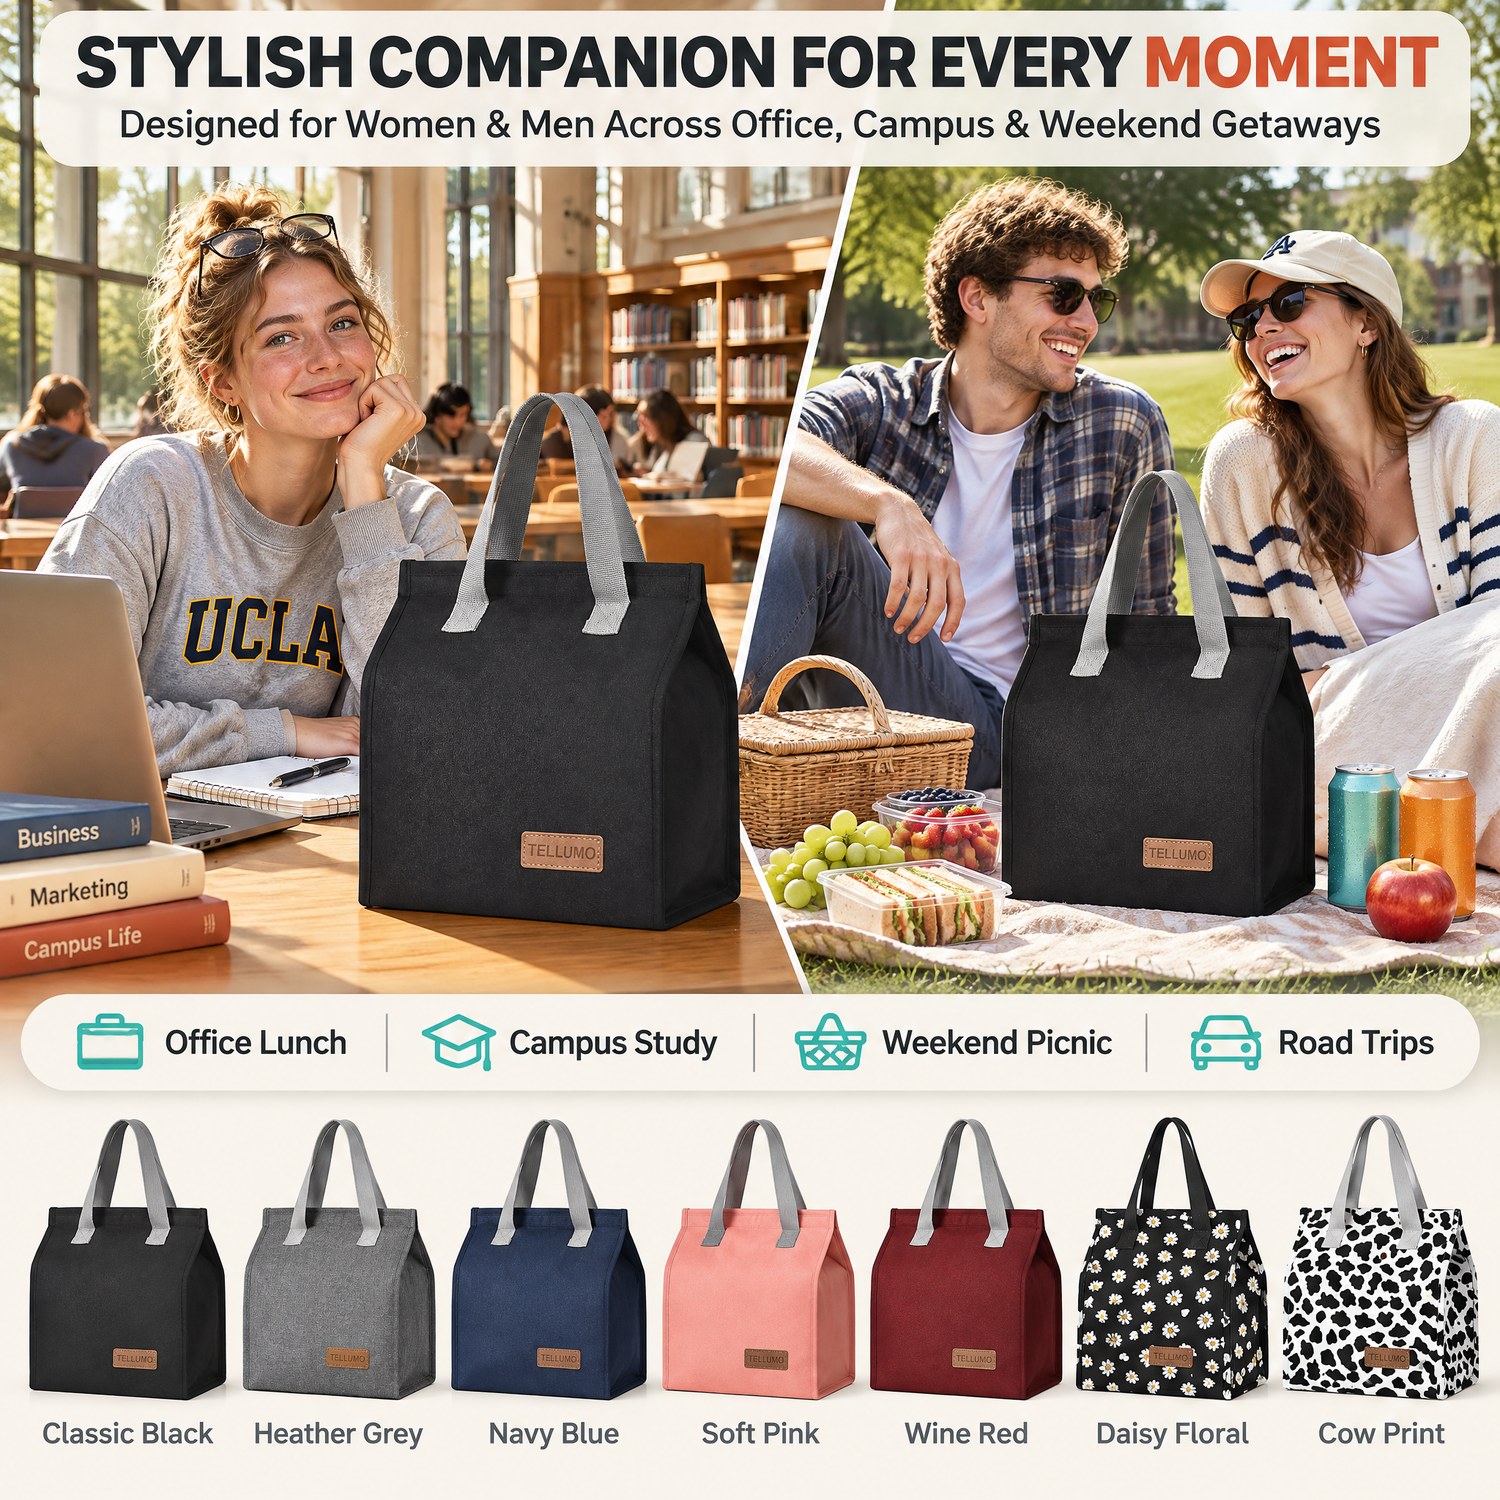 STYLISH COMPANION FOR EVERY MOMENT
Designed for Women & Men Across Office, Campus & Weekend Getaways
UCLA
Business
Marketing
Campus Life
TELLUMO
TELLUMO
Office Lunch
Campus Study
Weekend Picnic
Road Trips
TELLUMO
TELLUMO
TELLUMO
TELLUMO
TELLUMO
TELLUMO
TELLUMO
Classic Black
Heather Grey
Navy Blue
Soft Pink
Wine Red
Daisy Floral
Cow Print